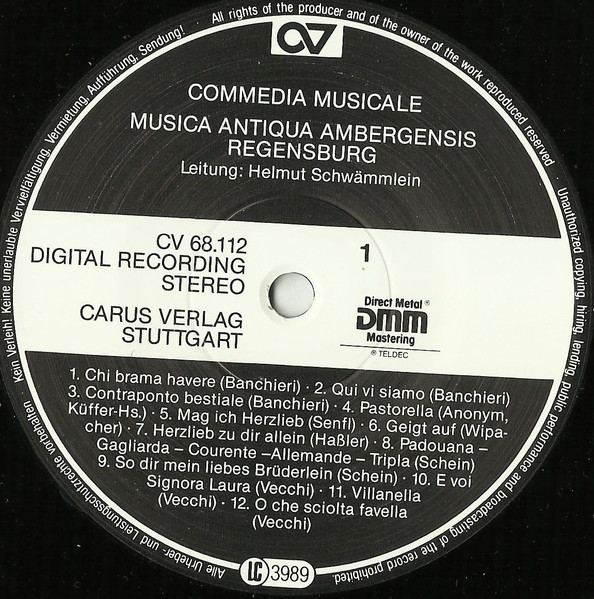 Alle Urheber- und Leistungsschutzrechte vorbehalten · Kein Verleih! Keine unerlaubte Vervielfältigung, Vermietung, Aufführung, Sendung!
All rights of the producer and of the owner of the work reproduced reserved · Unauthorized copying, hiring, lending public performance and broadcasting of the record prohibited.
CV
COMMEDIA MUSICALE
MUSICA ANTIQUA AMBERGENSIS
REGENSBURG
Leitung: Helmut Schwämmlein
CV 68.112
DIGITAL RECORDING
STEREO
CARUS VERLAG
STUTTGART
1
Direct Metal ®
DMM
Mastering
® TELDEC
1. Chi brama havere (Banchieri) · 2. Qui vi siamo (Banchieri)
3. Contraponto bestiale (Banchieri) · 4. Pastorella (Anonym,
Küffer-Hs.) · 5. Mag ich Herzlieb (Senfl) · 6. Geigt auf (Wipa-
cher) · 7. Herzlieb zu dir allein (Haßler) · 8. Padouana –
Gagliarda – Courente –Allemande – Tripla (Schein)
9. So dir mein liebes Brüderlein (Schein) · 10. E voi
Signora Laura (Vecchi) · 11. Villanella
(Vecchi) · 12. O che sciolta favella
(Vecchi)
LC 3989